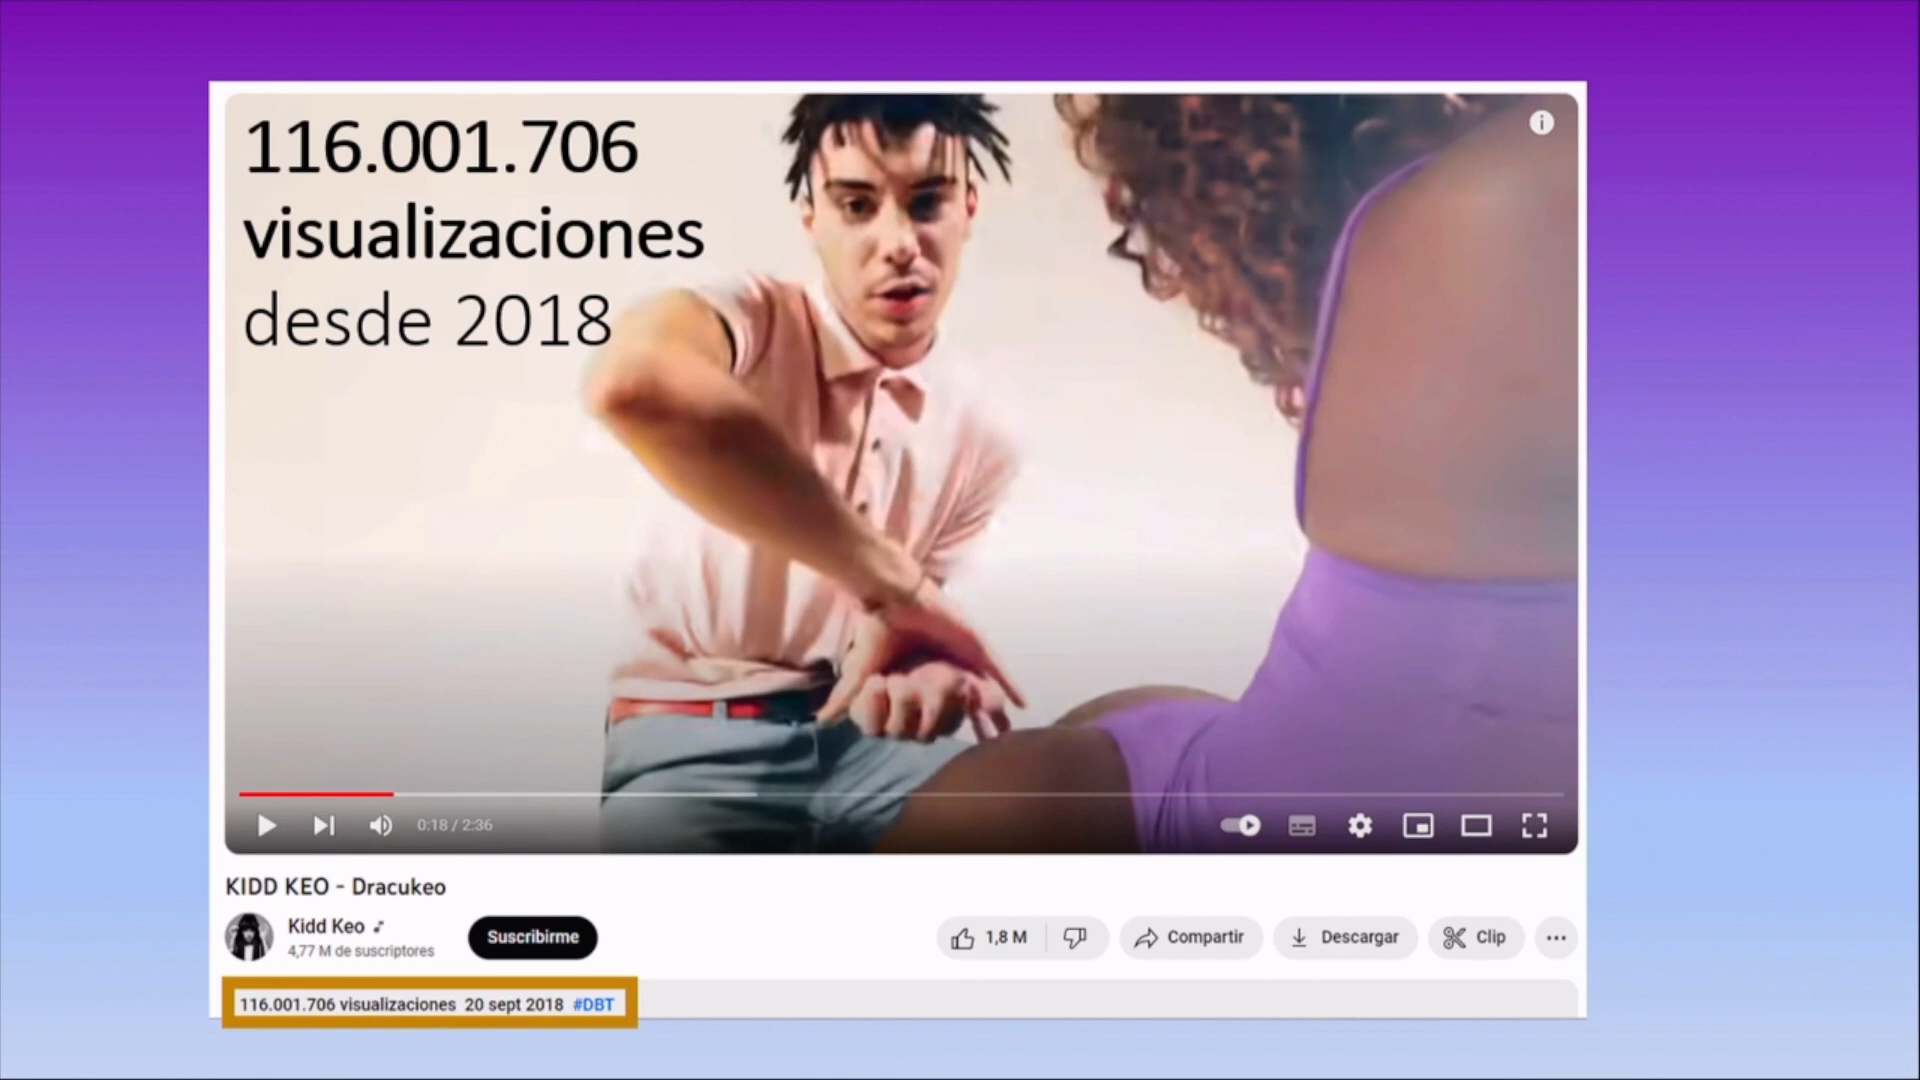 116.001.706
visualizaciones
desde 2018
0:18 / 2:36
KIDD KEO - Dracukeo
Kidd Keo
4,77 M de suscriptores
Suscribirme
1,8 M
Compartir
Descargar
Clip
116.001.706 visualizaciones 20 sept 2018 #DBT